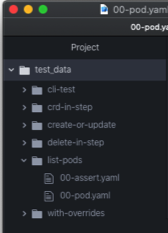 00-pod.yaml
00-pod.ya
Project
test_data
cli-test
crd-in-step
create-or-update
delete-in-step
list-pods
00-assert.yaml
00-pod.yaml
with-overrides